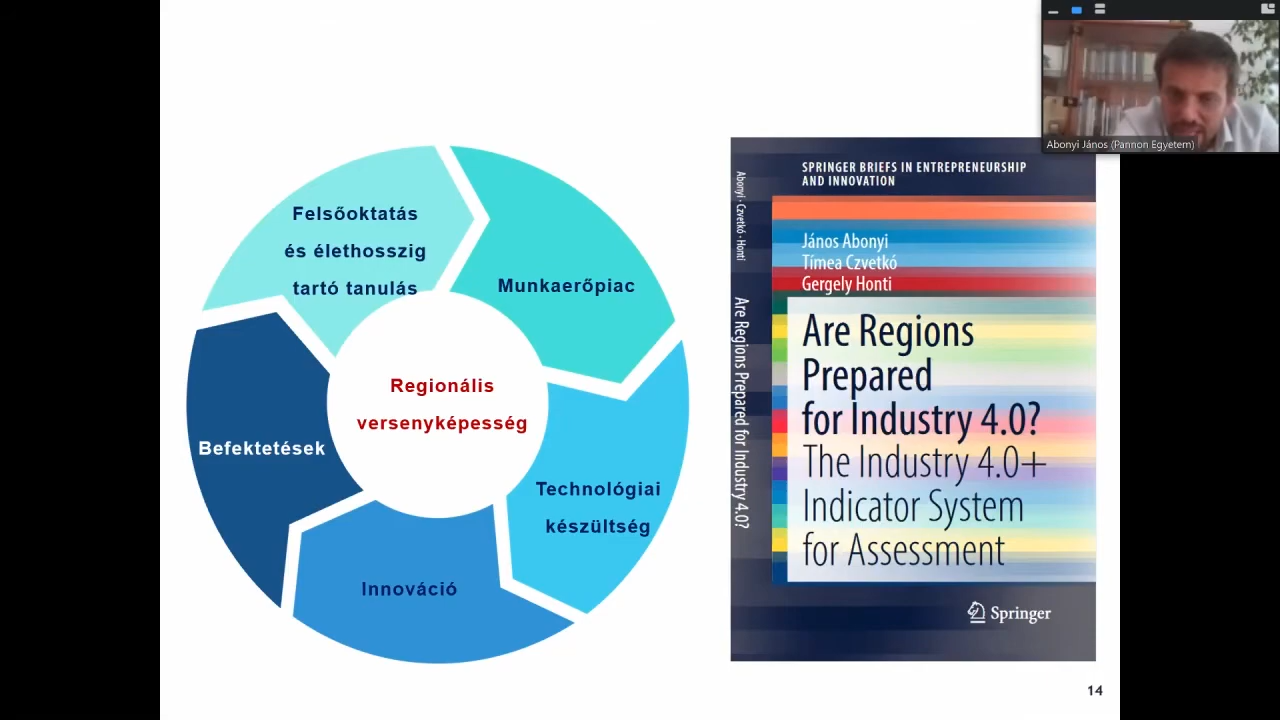 Felsőoktatás
és élethosszig
tartó tanulás
Munkaerőpiac
Regionális
versenyképesség
Befektetések
Technológiai
készültség
Innováció
Abonyi · Czvetkó · Honti
Are Regions Prepared for Industry 4.0?
SPRINGER BRIEFS IN ENTREPRENEURSHIP
AND INNOVATION
János Abonyi
Tímea Czvetkó
Gergely Honti
Are Regions
Prepared
for Industry 4.0?
The Industry 4.0+
Indicator System
for Assessment
Springer
Abonyi János (Pannon Egyetem)
14